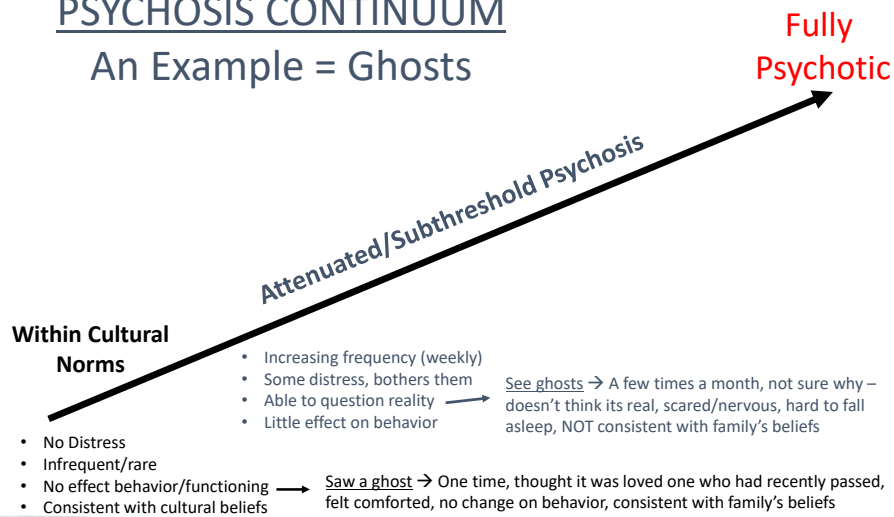 PSYCHOSIS CONTINUUM
An Example = Ghosts
Fully
Psychotic
Attenuated/Subthreshold Psychosis
Within Cultural
Norms
• Increasing frequency (weekly)
• Some distress, bothers them
• Able to question reality
• Little effect on behavior
See ghosts → A few times a month, not sure why –
doesn’t think its real, scared/nervous, hard to fall
asleep, NOT consistent with family’s beliefs
• No Distress
• Infrequent/rare
• No effect behavior/functioning
• Consistent with cultural beliefs
Saw a ghost → One time, thought it was loved one who had recently passed,
felt comforted, no change on behavior, consistent with family’s beliefs